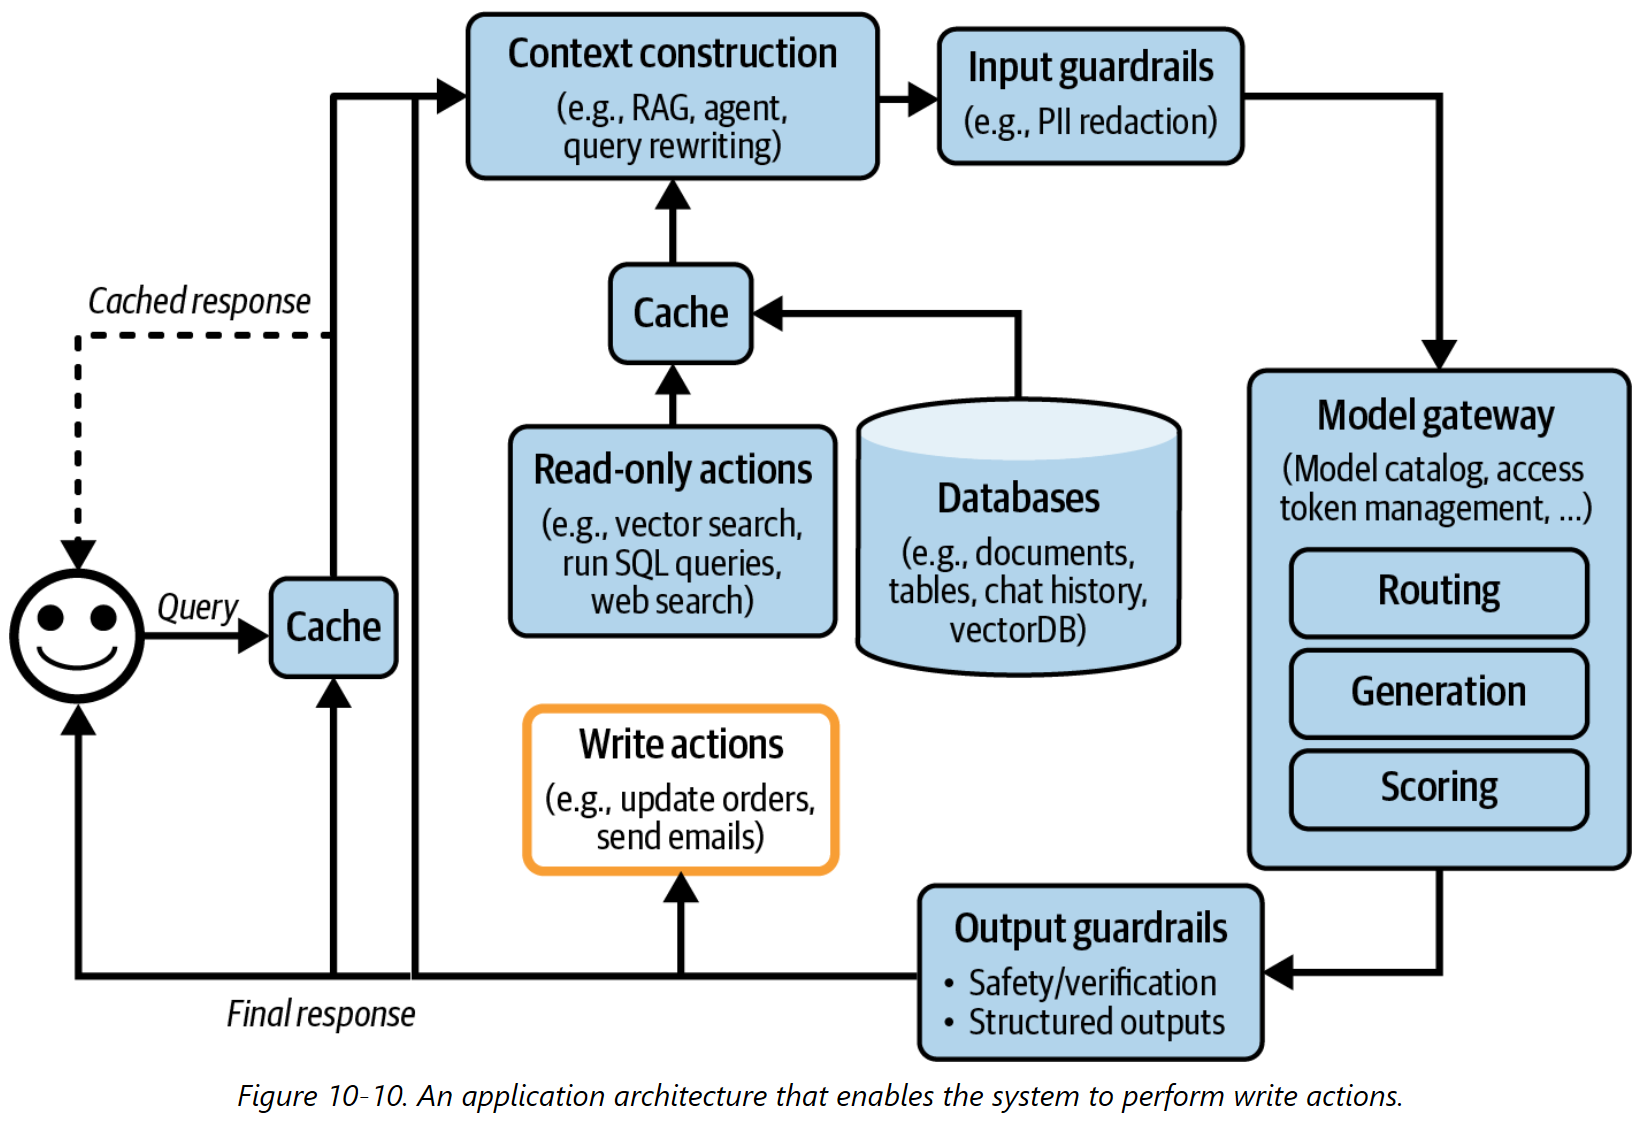 Context construction
(e.g., RAG, agent,
query rewriting)
Input guardrails
(e.g., PII redaction)
Cached response
Cache
Read-only actions
(e.g., vector search,
run SQL queries,
web search)
Databases
(e.g., documents,
tables, chat history,
vectorDB)
Model gateway
(Model catalog, access
token management, ...)
Routing
Generation
Scoring
Query
Cache
Write actions
(e.g., update orders,
send emails)
Output guardrails
• Safety/verification
• Structured outputs
Final response
Figure 10-10. An application architecture that enables the system to perform write actions.